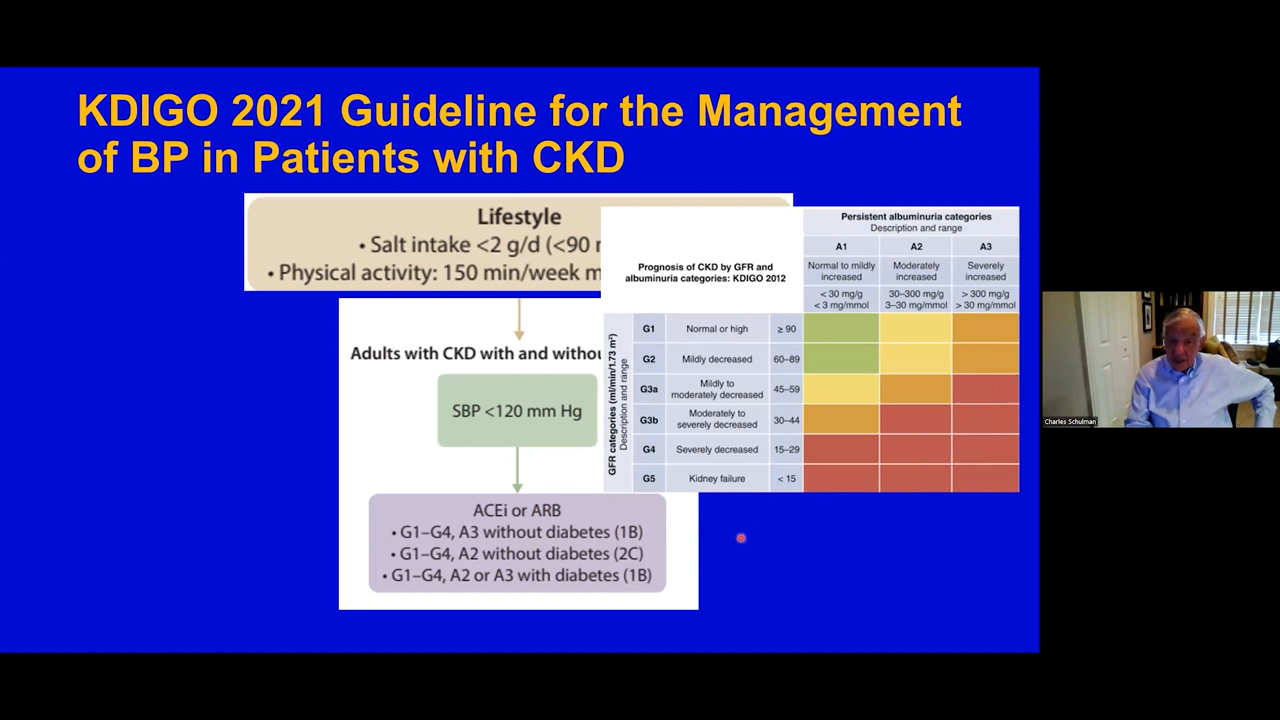 KDIGO 2021 Guideline for the Management
of BP in Patients with CKD
Lifestyle
• Salt intake <2 g/d (<90
• Physical activity: 150 min/week
Adults with CKD with and
SBP <120 mm Hg
ACEi or ARB
• G1–G4, A3 without diabetes (1B)
• G1–G4, A2 without diabetes (2C)
• G1–G4, A2 or A3 with diabetes (1B)
Prognosis of CKD by GFR and
albuminuria categories: KDIGO 2012
Persistent albuminuria categories
Description and range
A1 A2 A3
Normal to mildly
increased
Moderately
increased
Severely
increased
< 30 mg/g
< 3 mg/mmol
30–300 mg/g
3–30 mg/mmol
> 300 mg/g
> 30 mg/mmol
GFR categories (ml/min/1.73 m²)
Description and range
G1 Normal or high ≥ 90
G2 Mildly decreased 60–89
G3a Mildly to
moderately decreased 45–59
G3b Moderately to
severely decreased 30–44
G4 Severely decreased 15–29
G5 Kidney failure < 15
Charles Schulman